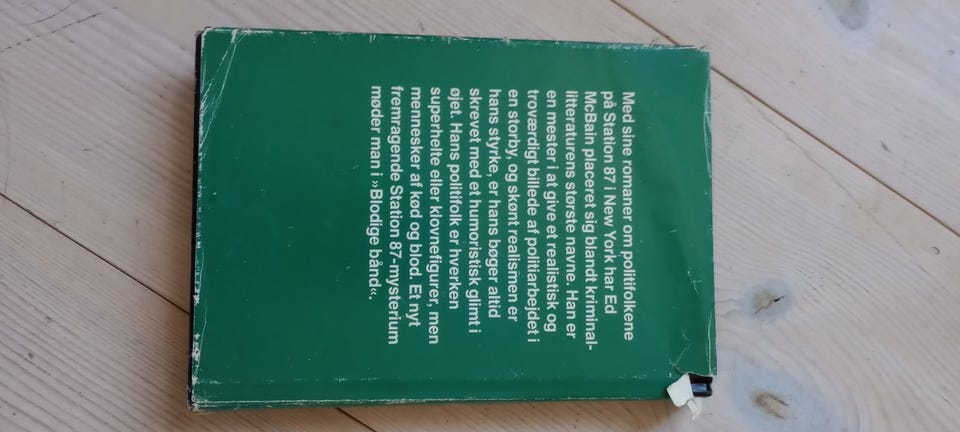 Med sine romaner om politifolkene
på Station 87 i New York har Ed
McBain placeret sig blandt kriminal-
litteraturens største navne. Han er
en mester i at give et realistisk og
troværdigt billede af politiarbejdet i
en storby, og skønt realismen er
hans styrke, er hans bøger altid
skrevet med et humoristisk glimt i
øjet. Hans politifolk er hverken
superhelte eller klovnefigurer, men
mennesker af kød og blod. Et nyt
fremragende Station 87-mysterium
møder man i »Blodige bånd«.